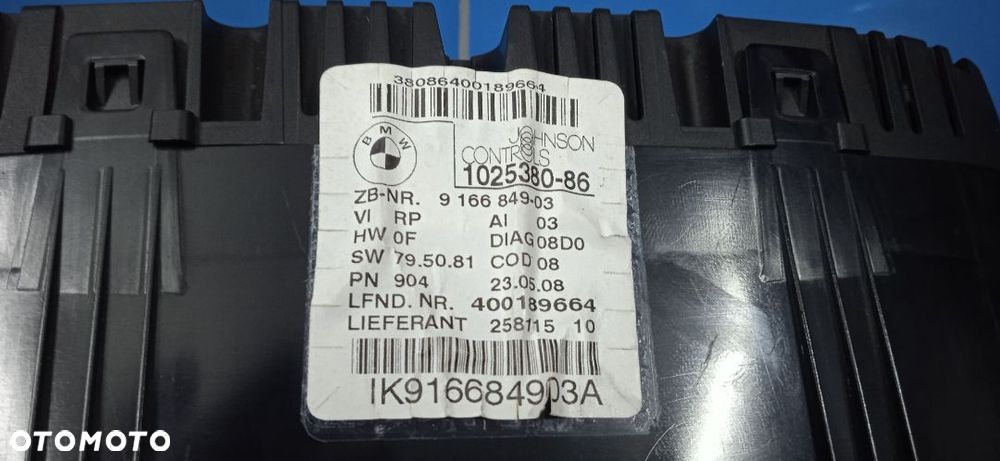 38086400189664
BMW
JOHNSON
CONTROLS
1025380-86
ZB-NR. 9 166 849-03
VI RP AI 03
HW 0F DIAG 08D0
SW 79.50.81 COD 08
PN 904 23.05.08
LFND. NR. 400189664
LIEFERANT 258115 10
IK916684903A
OTOMOTO